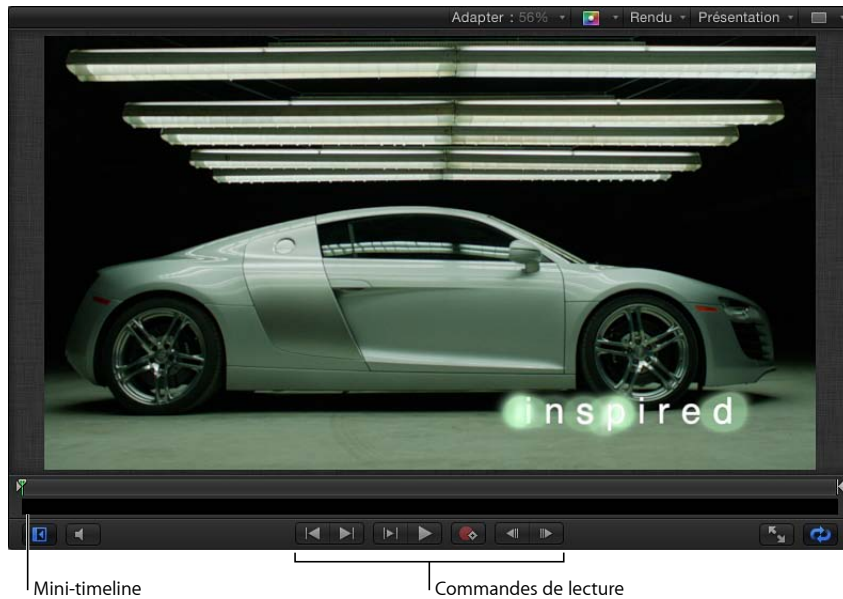 Adapter : 56% Rendu Présentation
inspired
Mini-timeline Commandes de lecture